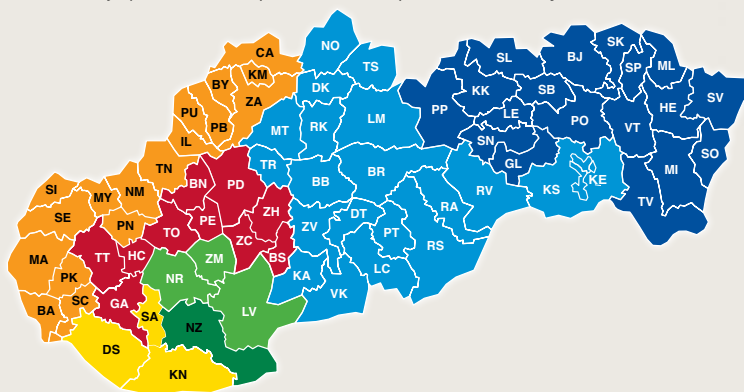 CA
NO
TS
BY
KM
ZA
DK
PU
PB
IL
MT
RK
LM
SL
BJ
SK
SP
ML
KK
SB
HE
SV
PP
LE
PO
VT
SN
GL
SO
MI
KS
KE
TV
TN
TR
BN
PD
BB
BR
RV
SI
MY
NM
SE
PN
TO
PE
ZH
ZV
DT
PT
RA
RS
MA
TT
HC
ZM
ZC
BS
PK
NR
KA
LC
VK
BA
SC
GA
SA
LV
NZ
DS
KN